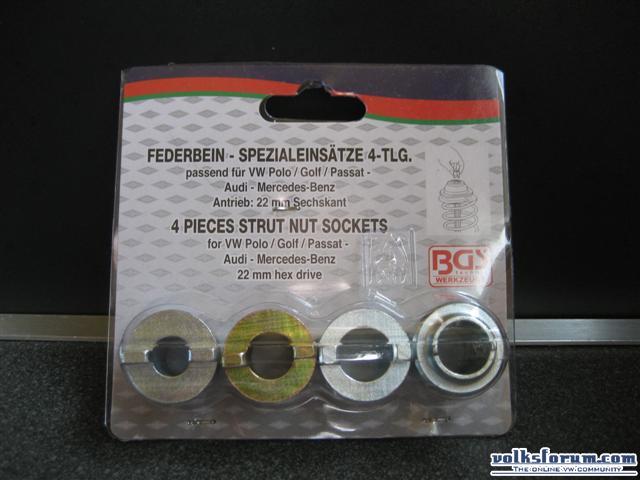 FEDERBEIN - SPEZIALEINSÄTZE 4-TLG.
passend für VW Polo / Golf / Passat -
Audi - Mercedes-Benz
Antrieb: 22 mm Sechskant
4 PIECES STRUT NUT SOCKETS
for VW Polo / Golf / Passat -
Audi - Mercedes-Benz
22 mm hex drive
BGS
technic
WERKZEUGE
volksforum.com
THE ONLINE VW COMMUNITY